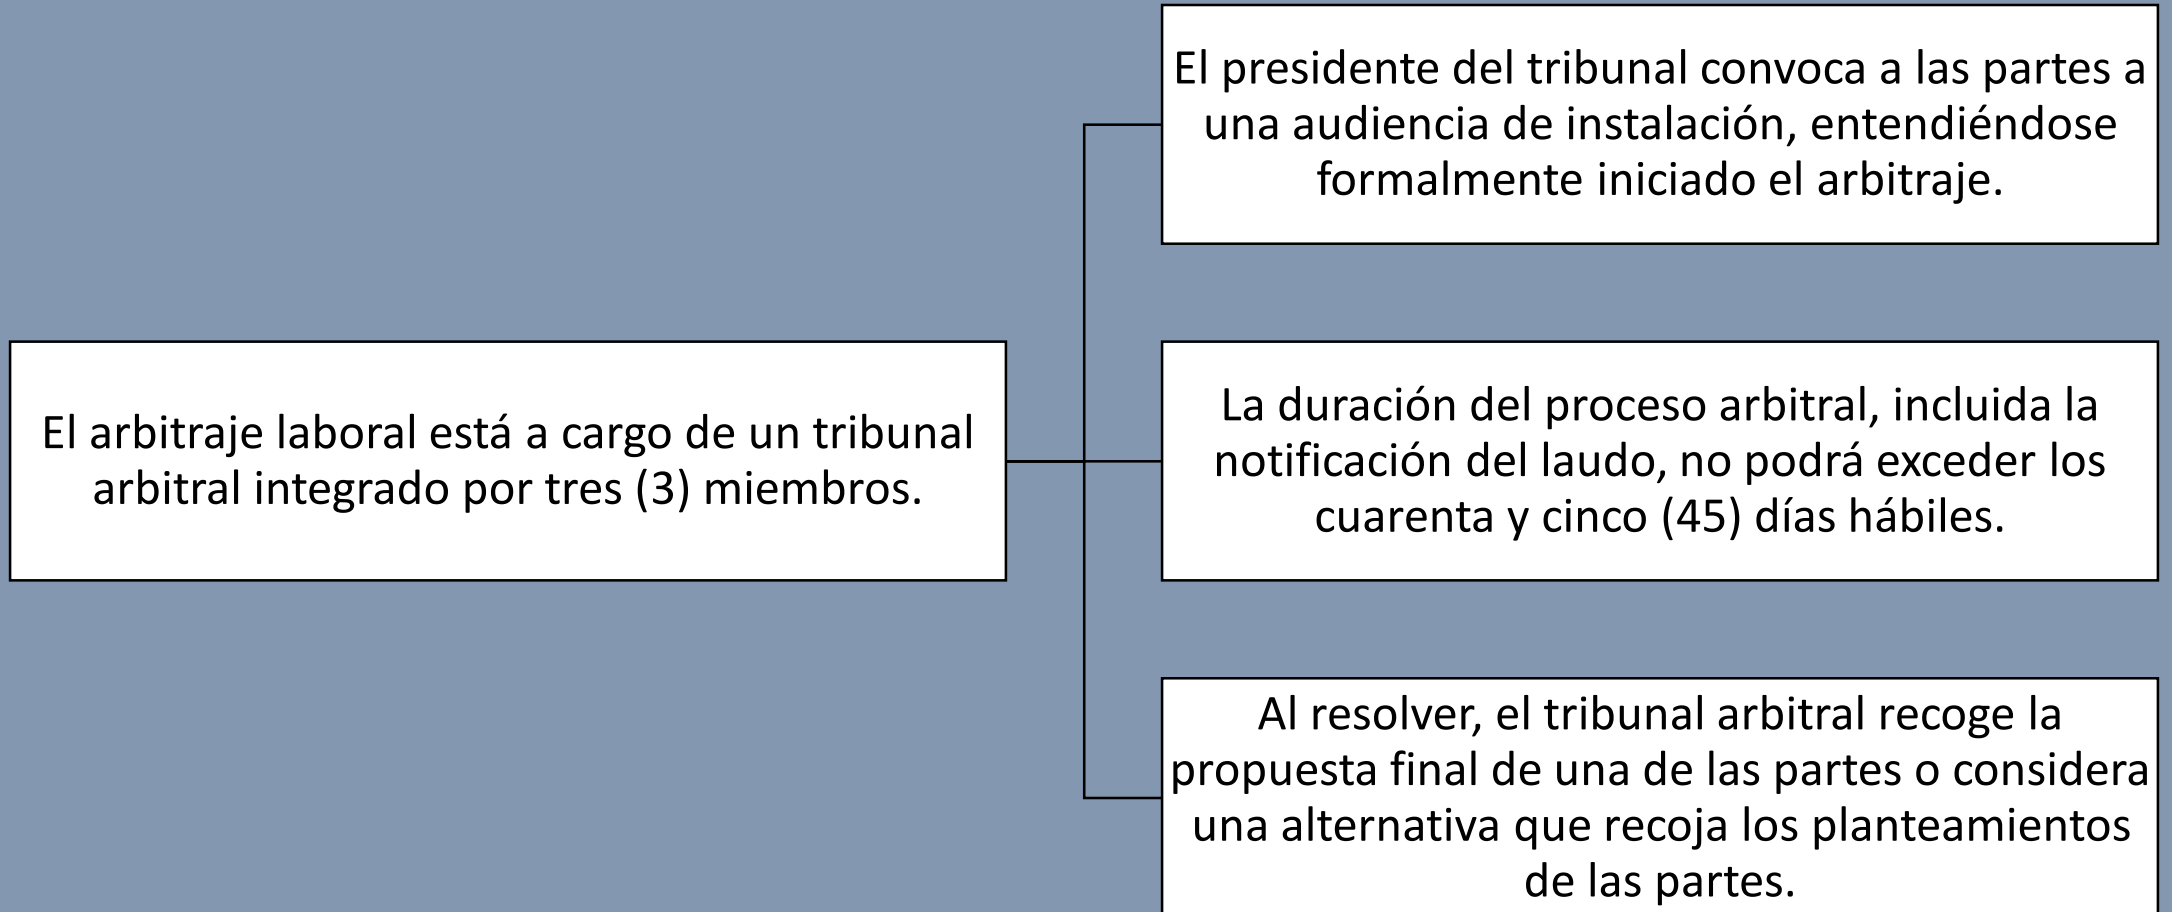 El arbitraje laboral está a cargo de un tribunal
arbitral integrado por tres (3) miembros.
El presidente del tribunal convoca a las partes a
una audiencia de instalación, entendiéndose
formalmente iniciado el arbitraje.
La duración del proceso arbitral, incluida la
notificación del laudo, no podrá exceder los
cuarenta y cinco (45) días hábiles.
Al resolver, el tribunal arbitral recoge la
propuesta final de una de las partes o considera
una alternativa que recoja los planteamientos
de las partes.